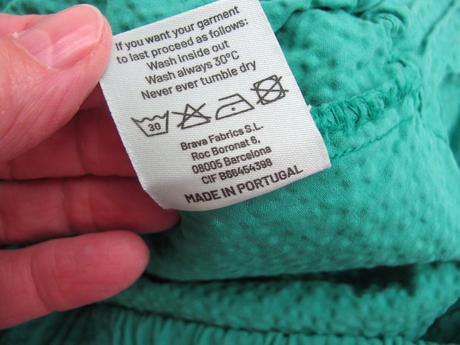 If you want your garment
to last proceed as follows:
Wash inside out
Wash always 30°C
Never ever tumble dry
30
Brava Fabrics S.L.
Roc Boronat 6,
08005 Barcelona
CIF B66454398
MADE IN PORTUGAL